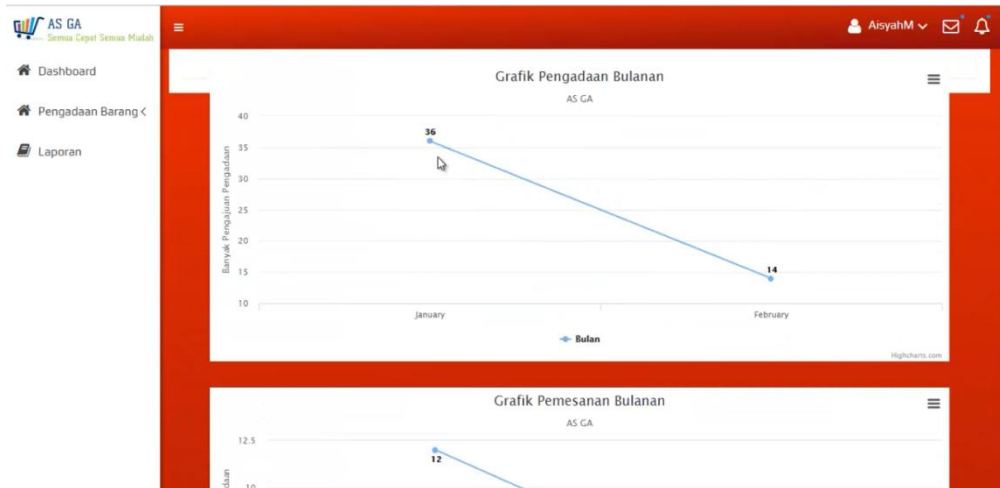 AS GA
Semua Cepat Semua Mudah
AisyahM
Dashboard
Pengadaan Barang
Laporan
Grafik Pengadaan Bulanan
AS GA
Banyak Pengajuan Pengadaan
40
35
30
25
20
15
10
36
14
January
February
Bulan
Highcharts.com
Grafik Pemesanan Bulanan
AS GA
12.5
12
10